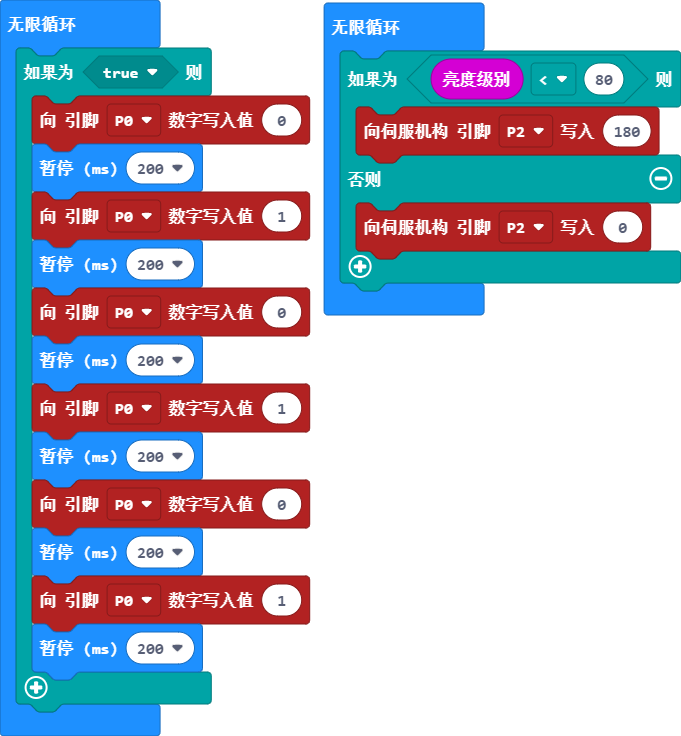 无限循环
如果为 true 则
向 引脚 P0 数字写入值 0
暂停 (ms) 200
向 引脚 P0 数字写入值 1
暂停 (ms) 200
向 引脚 P0 数字写入值 0
暂停 (ms) 200
向 引脚 P0 数字写入值 1
暂停 (ms) 200
向 引脚 P0 数字写入值 0
暂停 (ms) 200
向 引脚 P0 数字写入值 1
暂停 (ms) 200
无限循环
如果为 亮度级别 < 80 则
向伺服机构 引脚 P2 写入 180
否则
向伺服机构 引脚 P2 写入 0